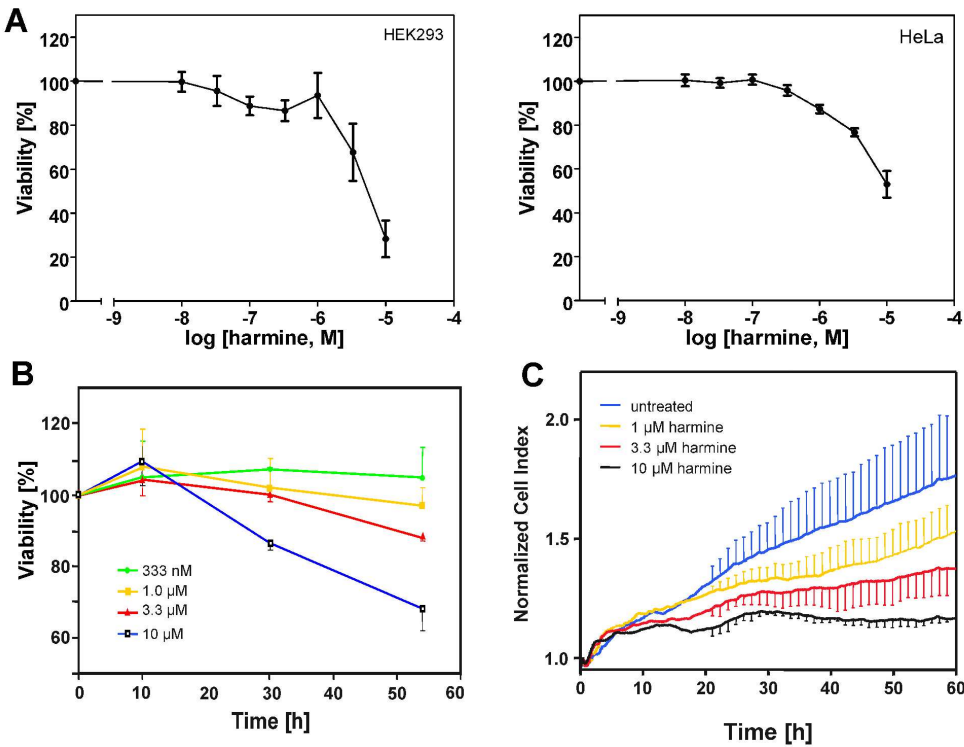 A
HEK293
Viability [%]
120
100
80
60
40
20
0
-9 -8 -7 -6 -5 -4
log [harmine, M]
HeLa
Viability [%]
120
100
80
60
40
20
0
-9 -8 -7 -6 -5 -4
log [harmine, M]
B
Viability [%]
120
100
80
60
333 nM
1.0 µM
3.3 µM
10 µM
0 10 20 30 40 50 60
Time [h]
C
Normalized Cell Index
2.0
1.5
1.0
untreated
1 µM harmine
3.3 µM harmine
10 µM harmine
0 10 20 30 40 50 60
Time [h]